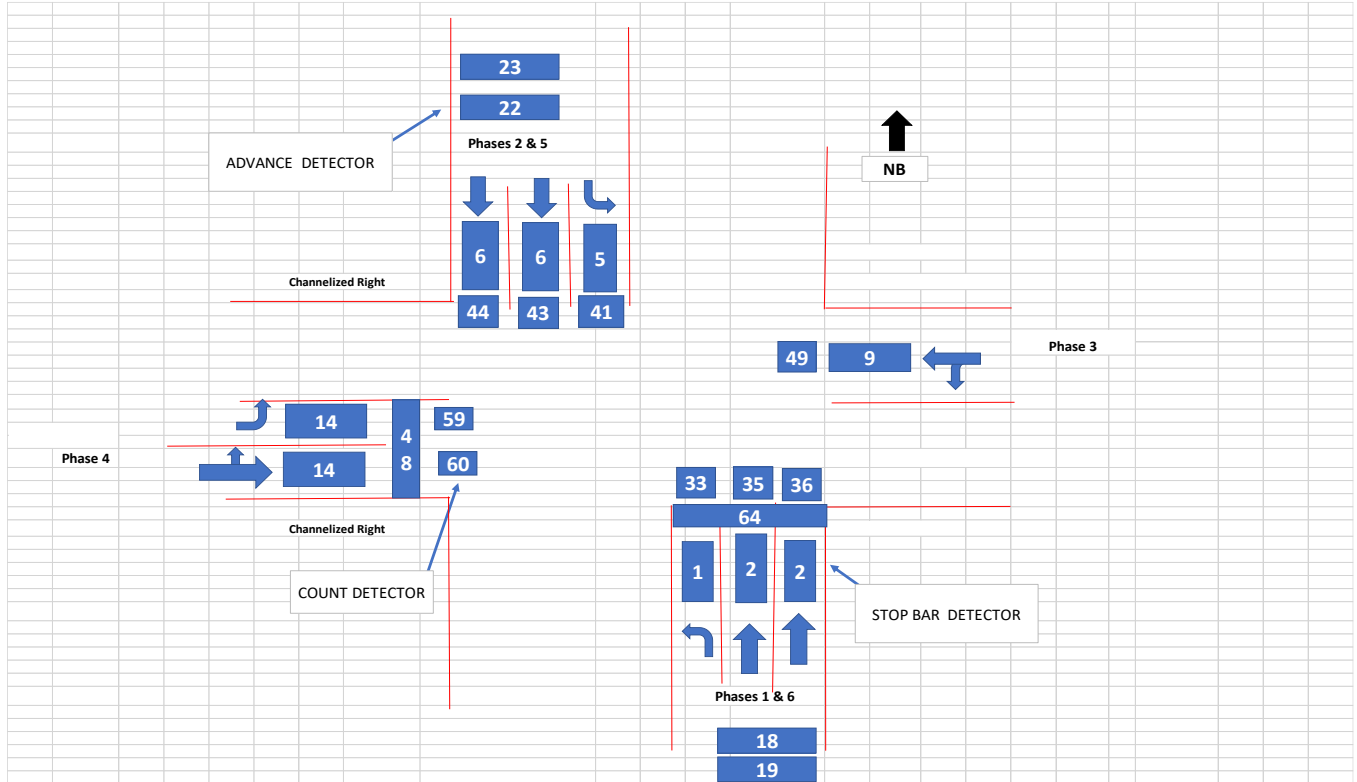 23
22
ADVANCE DETECTOR
Phases 2 & 5
NB
6 6 5
Channelized Right
44 43 41
Phase 3
49 9
14 59
4
8
Phase 4
14 60
33 35 36
64
Channelized Right
1 2 2
COUNT DETECTOR
STOP BAR DETECTOR
Phases 1 & 6
18
19